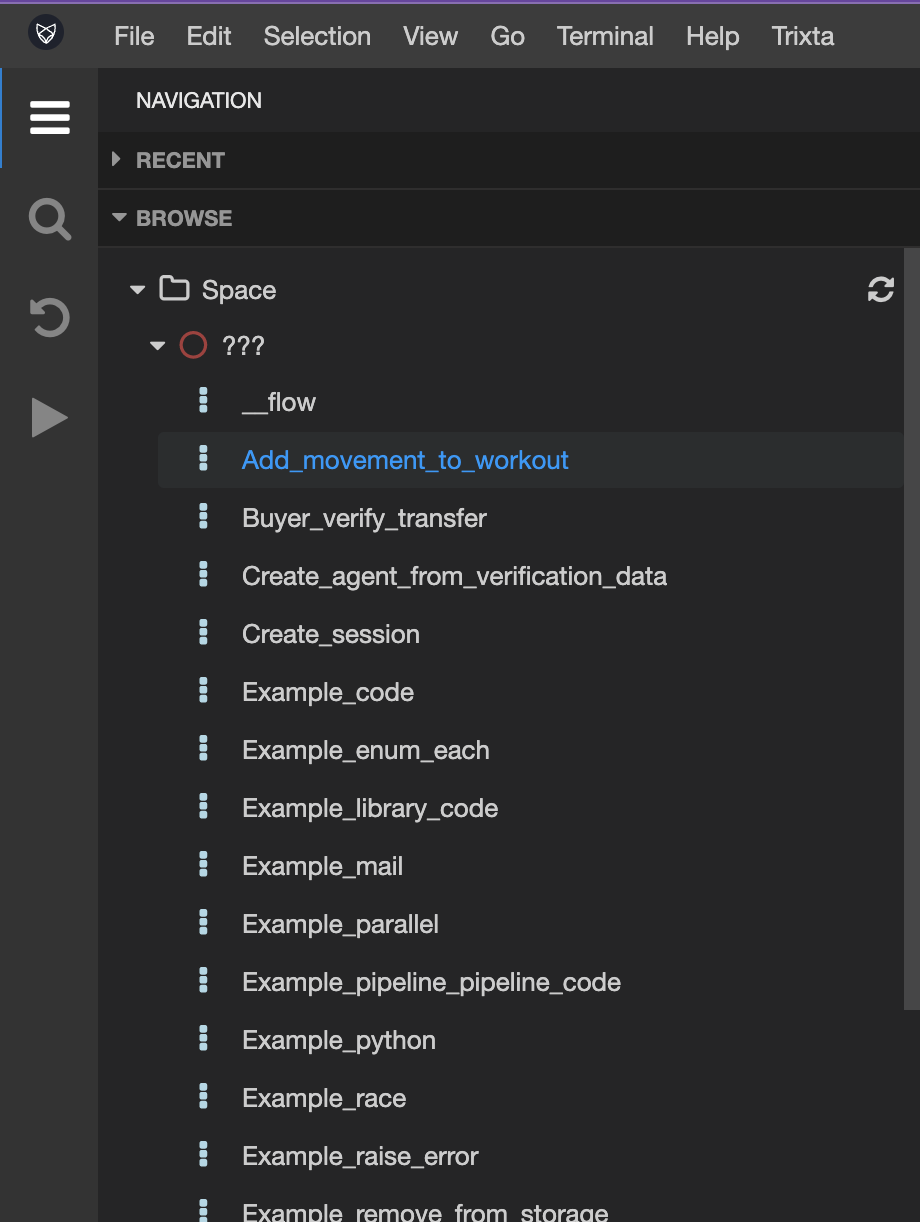 File Edit Selection View Go Terminal Help Trixta
NAVIGATION
RECENT
BROWSE
Space
???
__flow
Add_movement_to_workout
Buyer_verify_transfer
Create_agent_from_verification_data
Create_session
Example_code
Example_enum_each
Example_library_code
Example_mail
Example_parallel
Example_pipeline_pipeline_code
Example_python
Example_race
Example_raise_error
Example_remove_from_storage